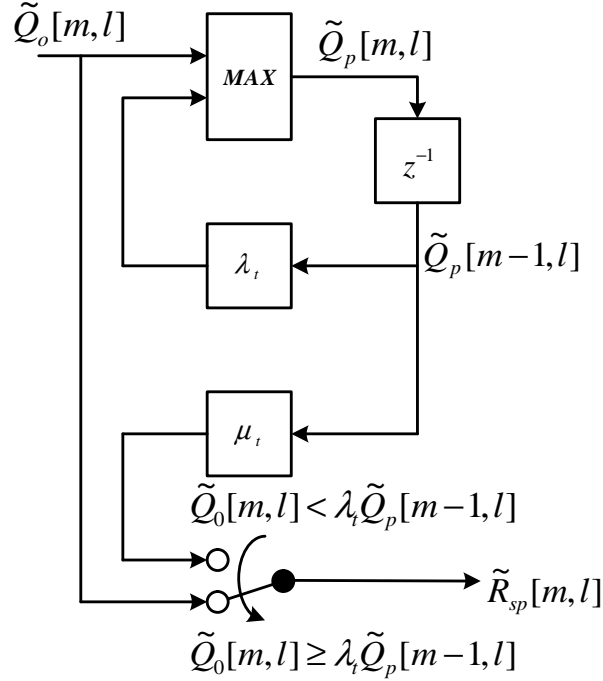 Q̃ₒ[m,l]
MAX
Q̃ₚ[m,l]
z⁻¹
λₜ
Q̃ₚ[m−1,l]
μₜ
Q̃₀[m,l] < λₜQ̃ₚ[m−1,l]
R̃ₛₚ[m,l]
Q̃₀[m,l] ≥ λₜQ̃ₚ[m−1,l]